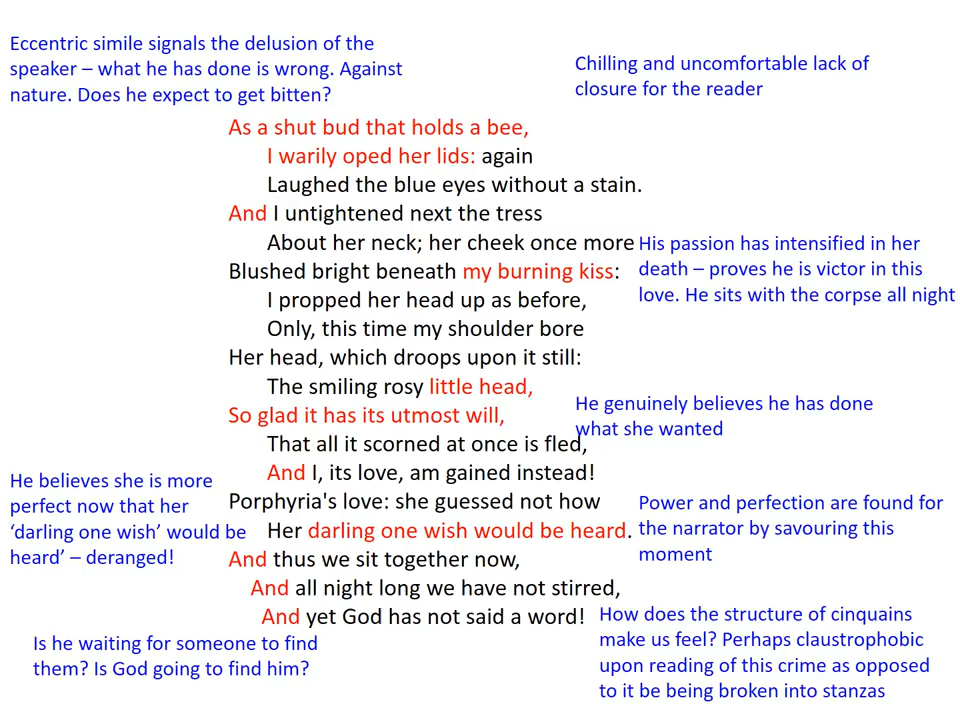 Eccentric simile signals the delusion of the
speaker – what he has done is wrong. Against
nature. Does he expect to get bitten?
Chilling and uncomfortable lack of
closure for the reader
As a shut bud that holds a bee,
I warily oped her lids: again
Laughed the blue eyes without a stain.
And I untightened next the tress
About her neck; her cheek once more
Blushed bright beneath my burning kiss:
I propped her head up as before,
Only, this time my shoulder bore
Her head, which droops upon it still:
The smiling rosy little head,
So glad it has its utmost will,
That all it scorned at once is fled,
And I, its love, am gained instead!
Porphyria's love: she guessed not how
Her darling one wish would be heard.
And thus we sit together now,
And all night long we have not stirred,
And yet God has not said a word!
His passion has intensified in her
death – proves he is victor in this
love. He sits with the corpse all night
He genuinely believes he has done
what she wanted
He believes she is more
perfect now that her
‘darling one wish’ would be
heard’ – deranged!
Power and perfection are found for
the narrator by savouring this
moment
How does the structure of cinquains
make us feel? Perhaps claustrophobic
upon reading of this crime as opposed
to it be being broken into stanzas
Is he waiting for someone to find
them? Is God going to find him?